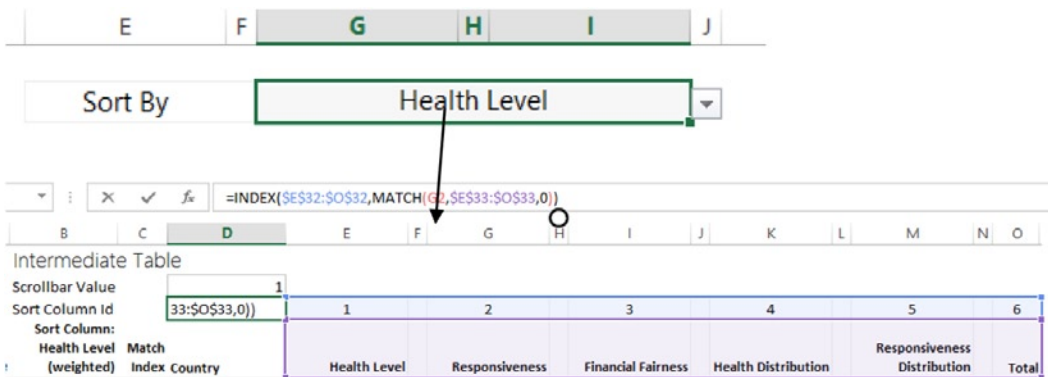 E F G H I J
Sort By Health Level
=INDEX($E$32:$O$32,MATCH(G2,$E$33:$O$33,0))
B C D E F G H I J K L M N O
Intermediate Table
Scrollbar Value 1
Sort Column Id 33:$O$33,0)) 1 2 3 4 5 6
Sort Column:
Health Level Match Responsiveness
(weighted) Index Country Health Level Responsiveness Financial Fairness Health Distribution Distribution Total